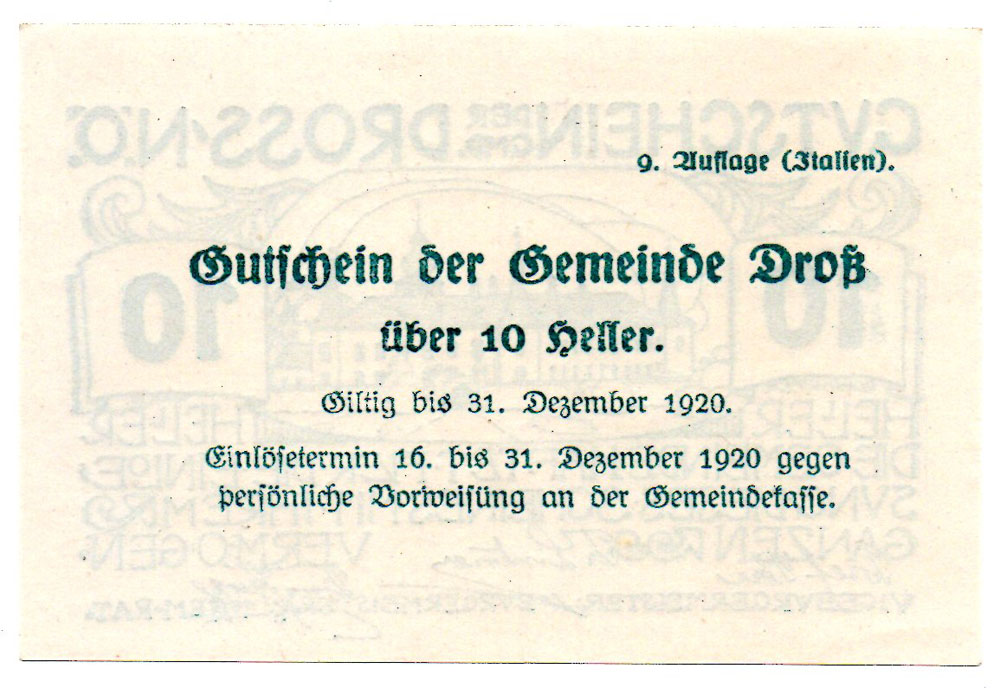 9. Auflage (Italien).
Gutschein der Gemeinde Droß
über 10 Heller.
Giltig bis 31. Dezember 1920.
Einlösetermin 16. bis 31. Dezember 1920 gegen
persönliche Vorweisüng an der Gemeindekasse.